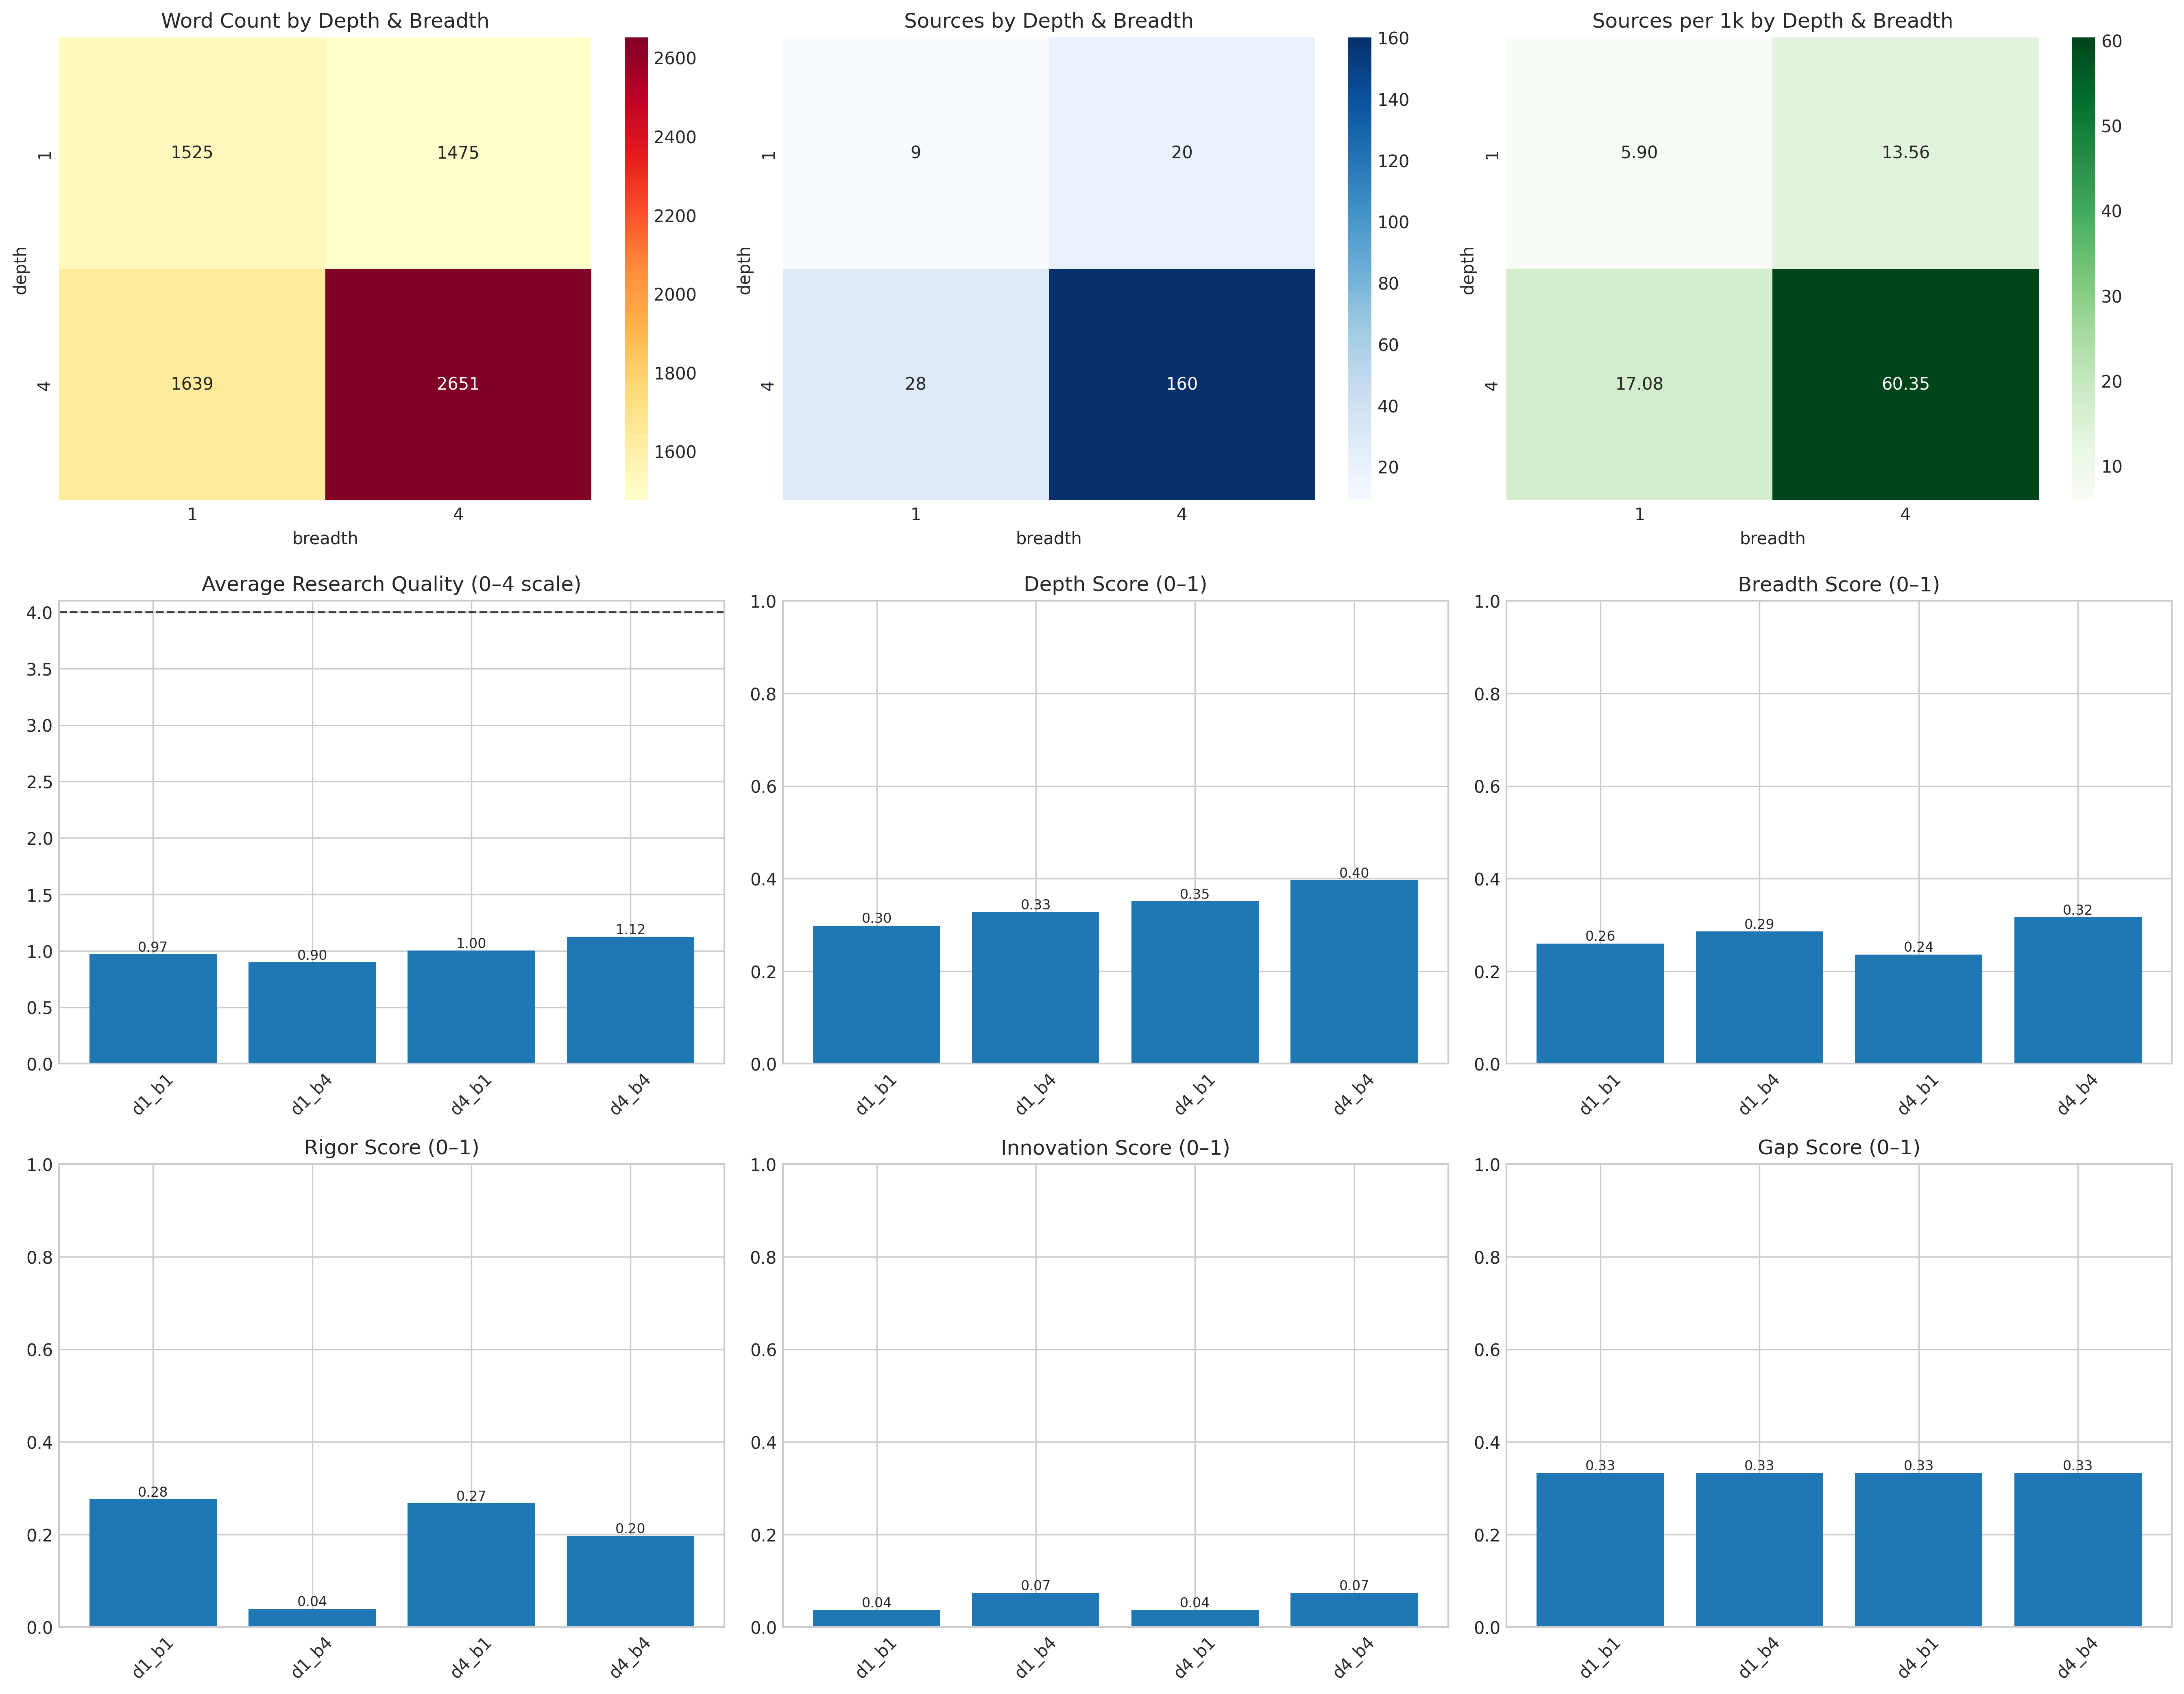 Word Count by Depth & Breadth
1525
1475
1639
2651
1
4
depth
1
4
breadth
2600
2400
2200
2000
1800
1600
Sources by Depth & Breadth
9
20
28
160
1
4
depth
1
4
breadth
160
140
120
100
80
60
40
20
Sources per 1k by Depth & Breadth
5.90
13.56
17.08
60.35
1
4
depth
1
4
breadth
60
50
40
30
20
10
Average Research Quality (0–4 scale)
4.0
3.5
3.0
2.5
2.0
1.5
1.0
0.5
0.0
0.97
0.90
1.00
1.12
d1_b1
d1_b4
d4_b1
d4_b4
Depth Score (0–1)
1.0
0.8
0.6
0.4
0.2
0.0
0.30
0.33
0.35
0.40
d1_b1
d1_b4
d4_b1
d4_b4
Breadth Score (0–1)
1.0
0.8
0.6
0.4
0.2
0.0
0.26
0.29
0.24
0.32
d1_b1
d1_b4
d4_b1
d4_b4
Rigor Score (0–1)
1.0
0.8
0.6
0.4
0.2
0.0
0.28
0.04
0.27
0.20
d1_b1
d1_b4
d4_b1
d4_b4
Innovation Score (0–1)
1.0
0.8
0.6
0.4
0.2
0.0
0.04
0.07
0.04
0.07
d1_b1
d1_b4
d4_b1
d4_b4
Gap Score (0–1)
1.0
0.8
0.6
0.4
0.2
0.0
0.33
0.33
0.33
0.33
d1_b1
d1_b4
d4_b1
d4_b4